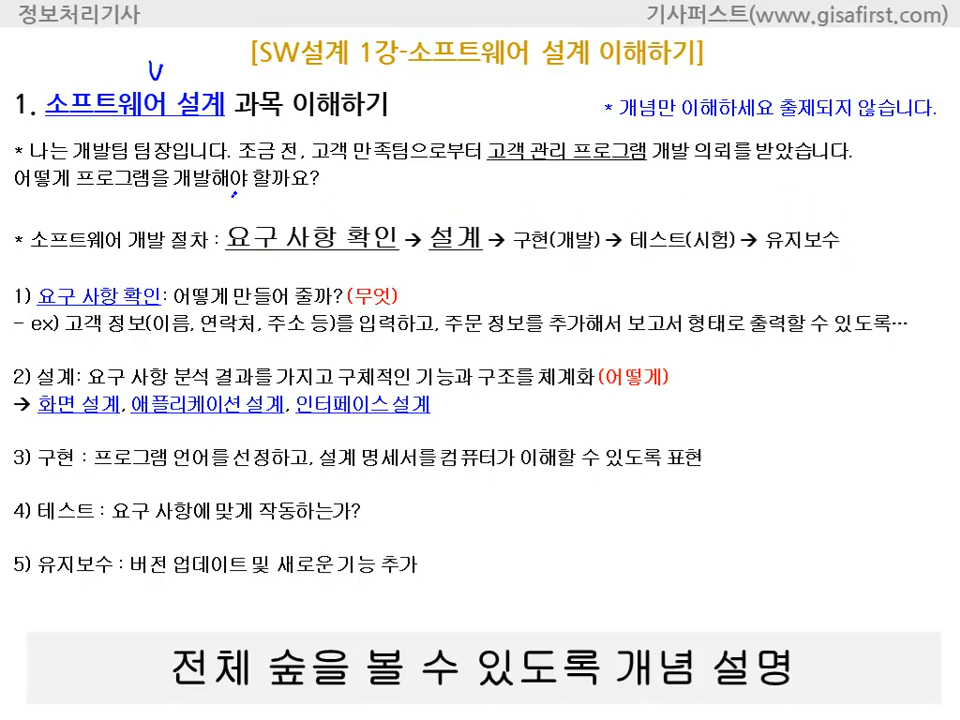 정보처리기사
기사퍼스트(www.gisafirst.com)
[SW설계 1강-소프트웨어 설계 이해하기]
1. 소프트웨어 설계 과목 이해하기
* 개념만 이해하세요 출제되지 않습니다.
* 나는 개발팀 팀장입니다. 조금 전, 고객 만족팀으로부터 고객 관리 프로그램 개발 의뢰를 받았습니다.
어떻게 프로그램을 개발해야 할까요?
* 소프트웨어 개발 절차 : 요구 사항 확인 → 설계 → 구현(개발) → 테스트(시험) → 유지보수
1) 요구 사항 확인: 어떻게 만들어 줄까? (무엇)
- ex) 고객 정보(이름, 연락처, 주소 등)를 입력하고, 주문 정보를 추가해서 보고서 형태로 출력할 수 있도록…
2) 설계: 요구 사항 분석 결과를 가지고 구체적인 기능과 구조를 체계화 (어떻게)
→ 화면 설계, 애플리케이션 설계, 인터페이스 설계
3) 구현 : 프로그램 언어를 선정하고, 설계 명세서를 컴퓨터가 이해할 수 있도록 표현
4) 테스트 : 요구 사항에 맞게 작동하는가?
5) 유지보수 : 버전 업데이트 및 새로운 기능 추가
전체 숲을 볼 수 있도록 개념 설명